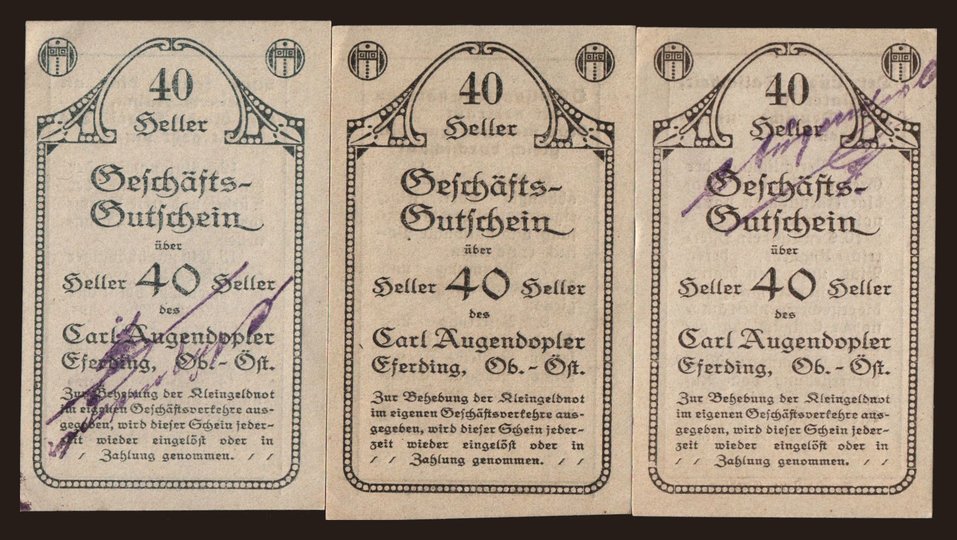 40
Heller
Geschäfts-
Gutschein
über
Heller 40 Heller
des
Carl Augendopler
Eferding, Ob.-Öst.
Zur Behebung der Kleingeldnot
im eigenen Geschäftsverkehre aus-
gegeben, wird dieser Schein jeder-
zeit wieder eingelöst oder in
Zahlung genommen.
40
Heller
Geschäfts-
Gutschein
über
Heller 40 Heller
des
Carl Augendopler
Eferding, Ob.-Öst.
Zur Behebung der Kleingeldnot
im eigenen Geschäftsverkehre aus-
gegeben, wird dieser Schein jeder-
zeit wieder eingelöst oder in
Zahlung genommen.
40
Heller
Geschäfts-
Gutschein
über
Heller 40 Heller
des
Carl Augendopler
Eferding, Ob.-Öst.
Zur Behebung der Kleingeldnot
im eigenen Geschäftsverkehre aus-
gegeben, wird dieser Schein jeder-
zeit wieder eingelöst oder in
Zahlung genommen.